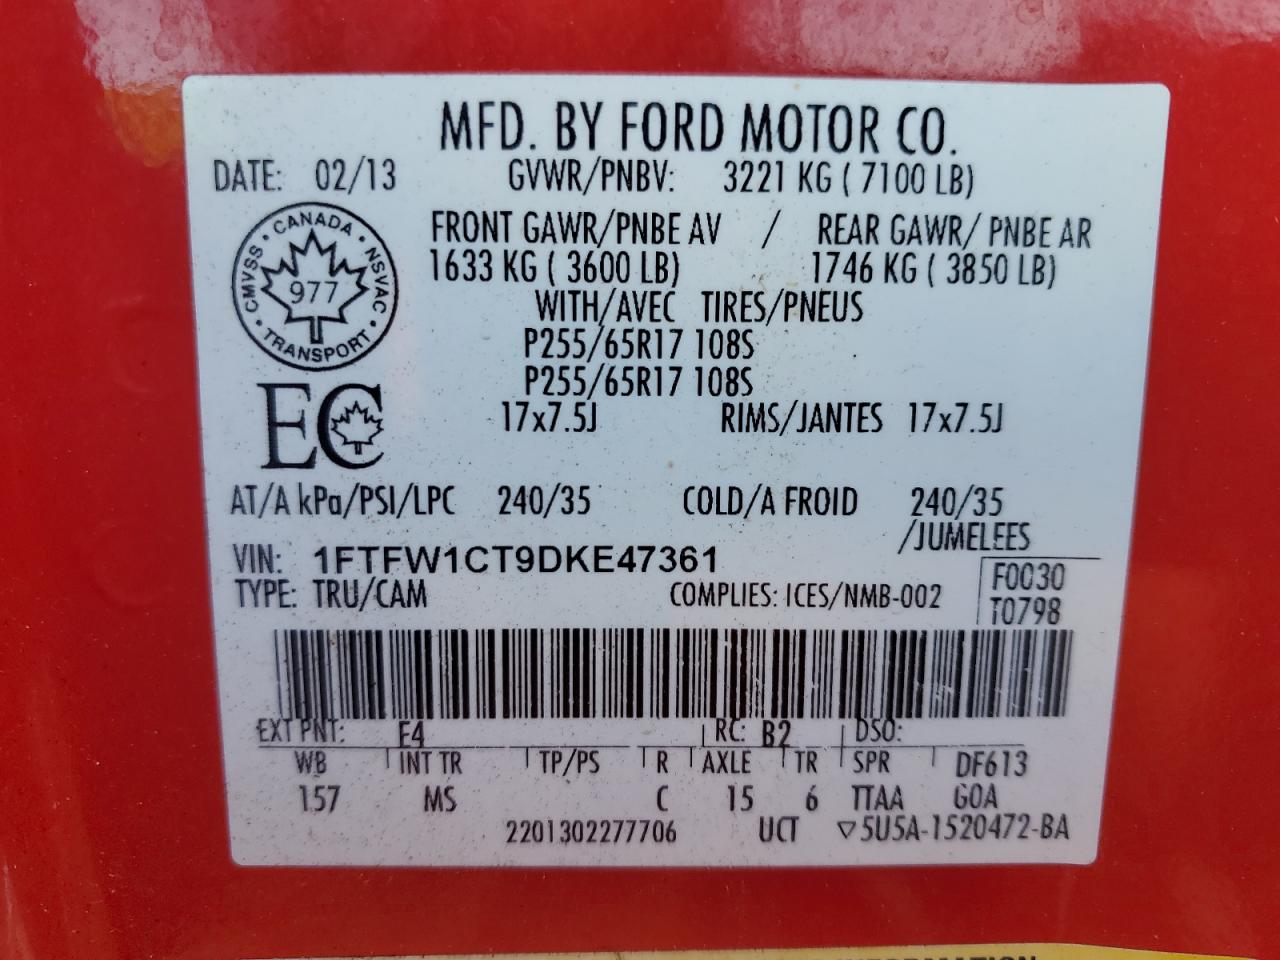 MFD. BY FORD MOTOR CO.
DATE: 02/13 GVWR/PNBV: 3221 KG ( 7100 LB)
FRONT GAWR/PNBE AV / REAR GAWR/ PNBE AR
1633 KG ( 3600 LB) 1746 KG ( 3850 LB)
WITH/AVEC TIRES/PNEUS
P255/65R17 108S
P255/65R17 108S
17x7.5J RIMS/JANTES 17x7.5J
CANADA · NSVAC · TRANSPORT · CMVSS ·
977
EC
AT/A kPa/PSI/LPC 240/35 COLD/A FROID 240/35
/JUMELEES
VIN: 1FTFW1CT9DKE47361
TYPE: TRU/CAM COMPLIES: ICES/NMB-002
F0030
T0798
EXT PNT: E4 RC: B2 DSO:
WB INT TR TP/PS R AXLE TR SPR DF613
157 MS C 15 6 TTAA GOA
2201302277706 UCT ▽5U5A-1520472-BA
INFORMATION